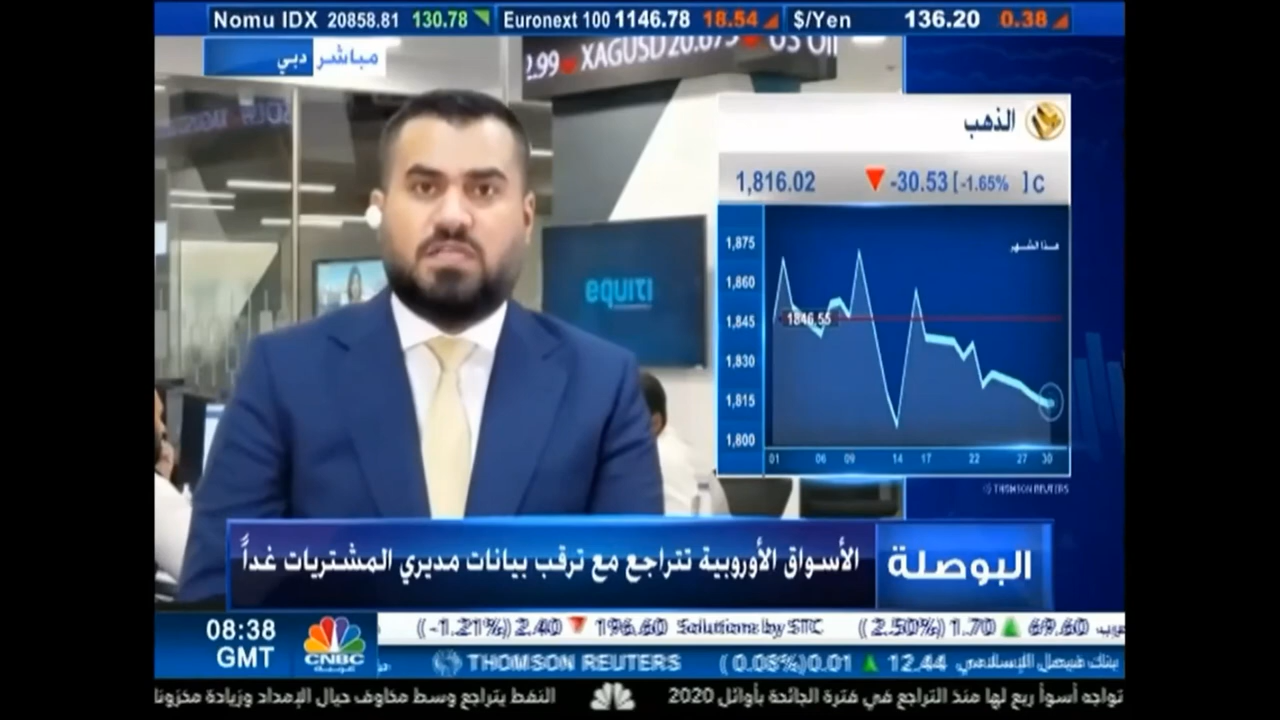 Nomu IDX 20858.81 130.78 Euronext 100 1146.78 18.54 $/Yen 136.20 0.38
مباشر دبي
2.99 XAGUSD 20.675 US Oil
الذهب
1,816.02 -30.53 [-1.65% ]C
هذا الشهر
1,875
1,860
1,845
1846.55
1,830
1,815
1,800
01 06 09 14 17 22 27 30
THOMSON REUTERS
equiti
البوصلة
الأسواق الأوروبية تتراجع مع ترقب بيانات مديري المشتريات غداً
69.60 1.70 (2.50%) Solutions by STC 196.60 2.40 (-1.21%)
08:38
GMT
CNBC
عربية
بنك فيصل الإسلامي 12.44 0.01 (0.08%) THOMSON REUTERS
تواجه أسوأ ربع لها منذ التراجع في فترة الجائحة بأوائل 2020 النفط يتراجع وسط مخاوف حيال الإمداد وزيادة مخزونا